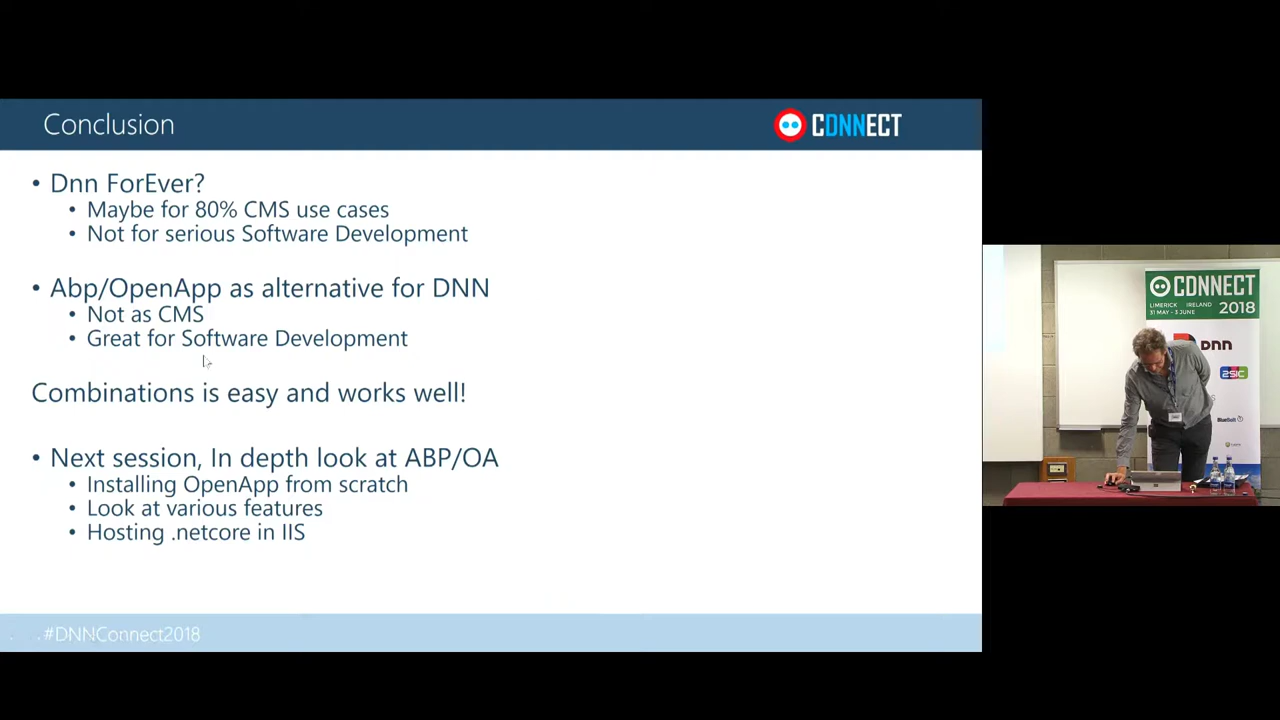 Conclusion
CDNNECT
• Dnn ForEver?
• Maybe for 80% CMS use cases
• Not for serious Software Development
• Abp/OpenApp as alternative for DNN
• Not as CMS
• Great for Software Development
Combinations is easy and works well!
• Next session, In depth look at ABP/OA
• Installing OpenApp from scratch
• Look at various features
• Hosting .netcore in IIS
#DNNConnect2018
CDNNECT
LIMERICK IRELAND
31 MAY - 3 JUNE
2018
dnn
2SIC